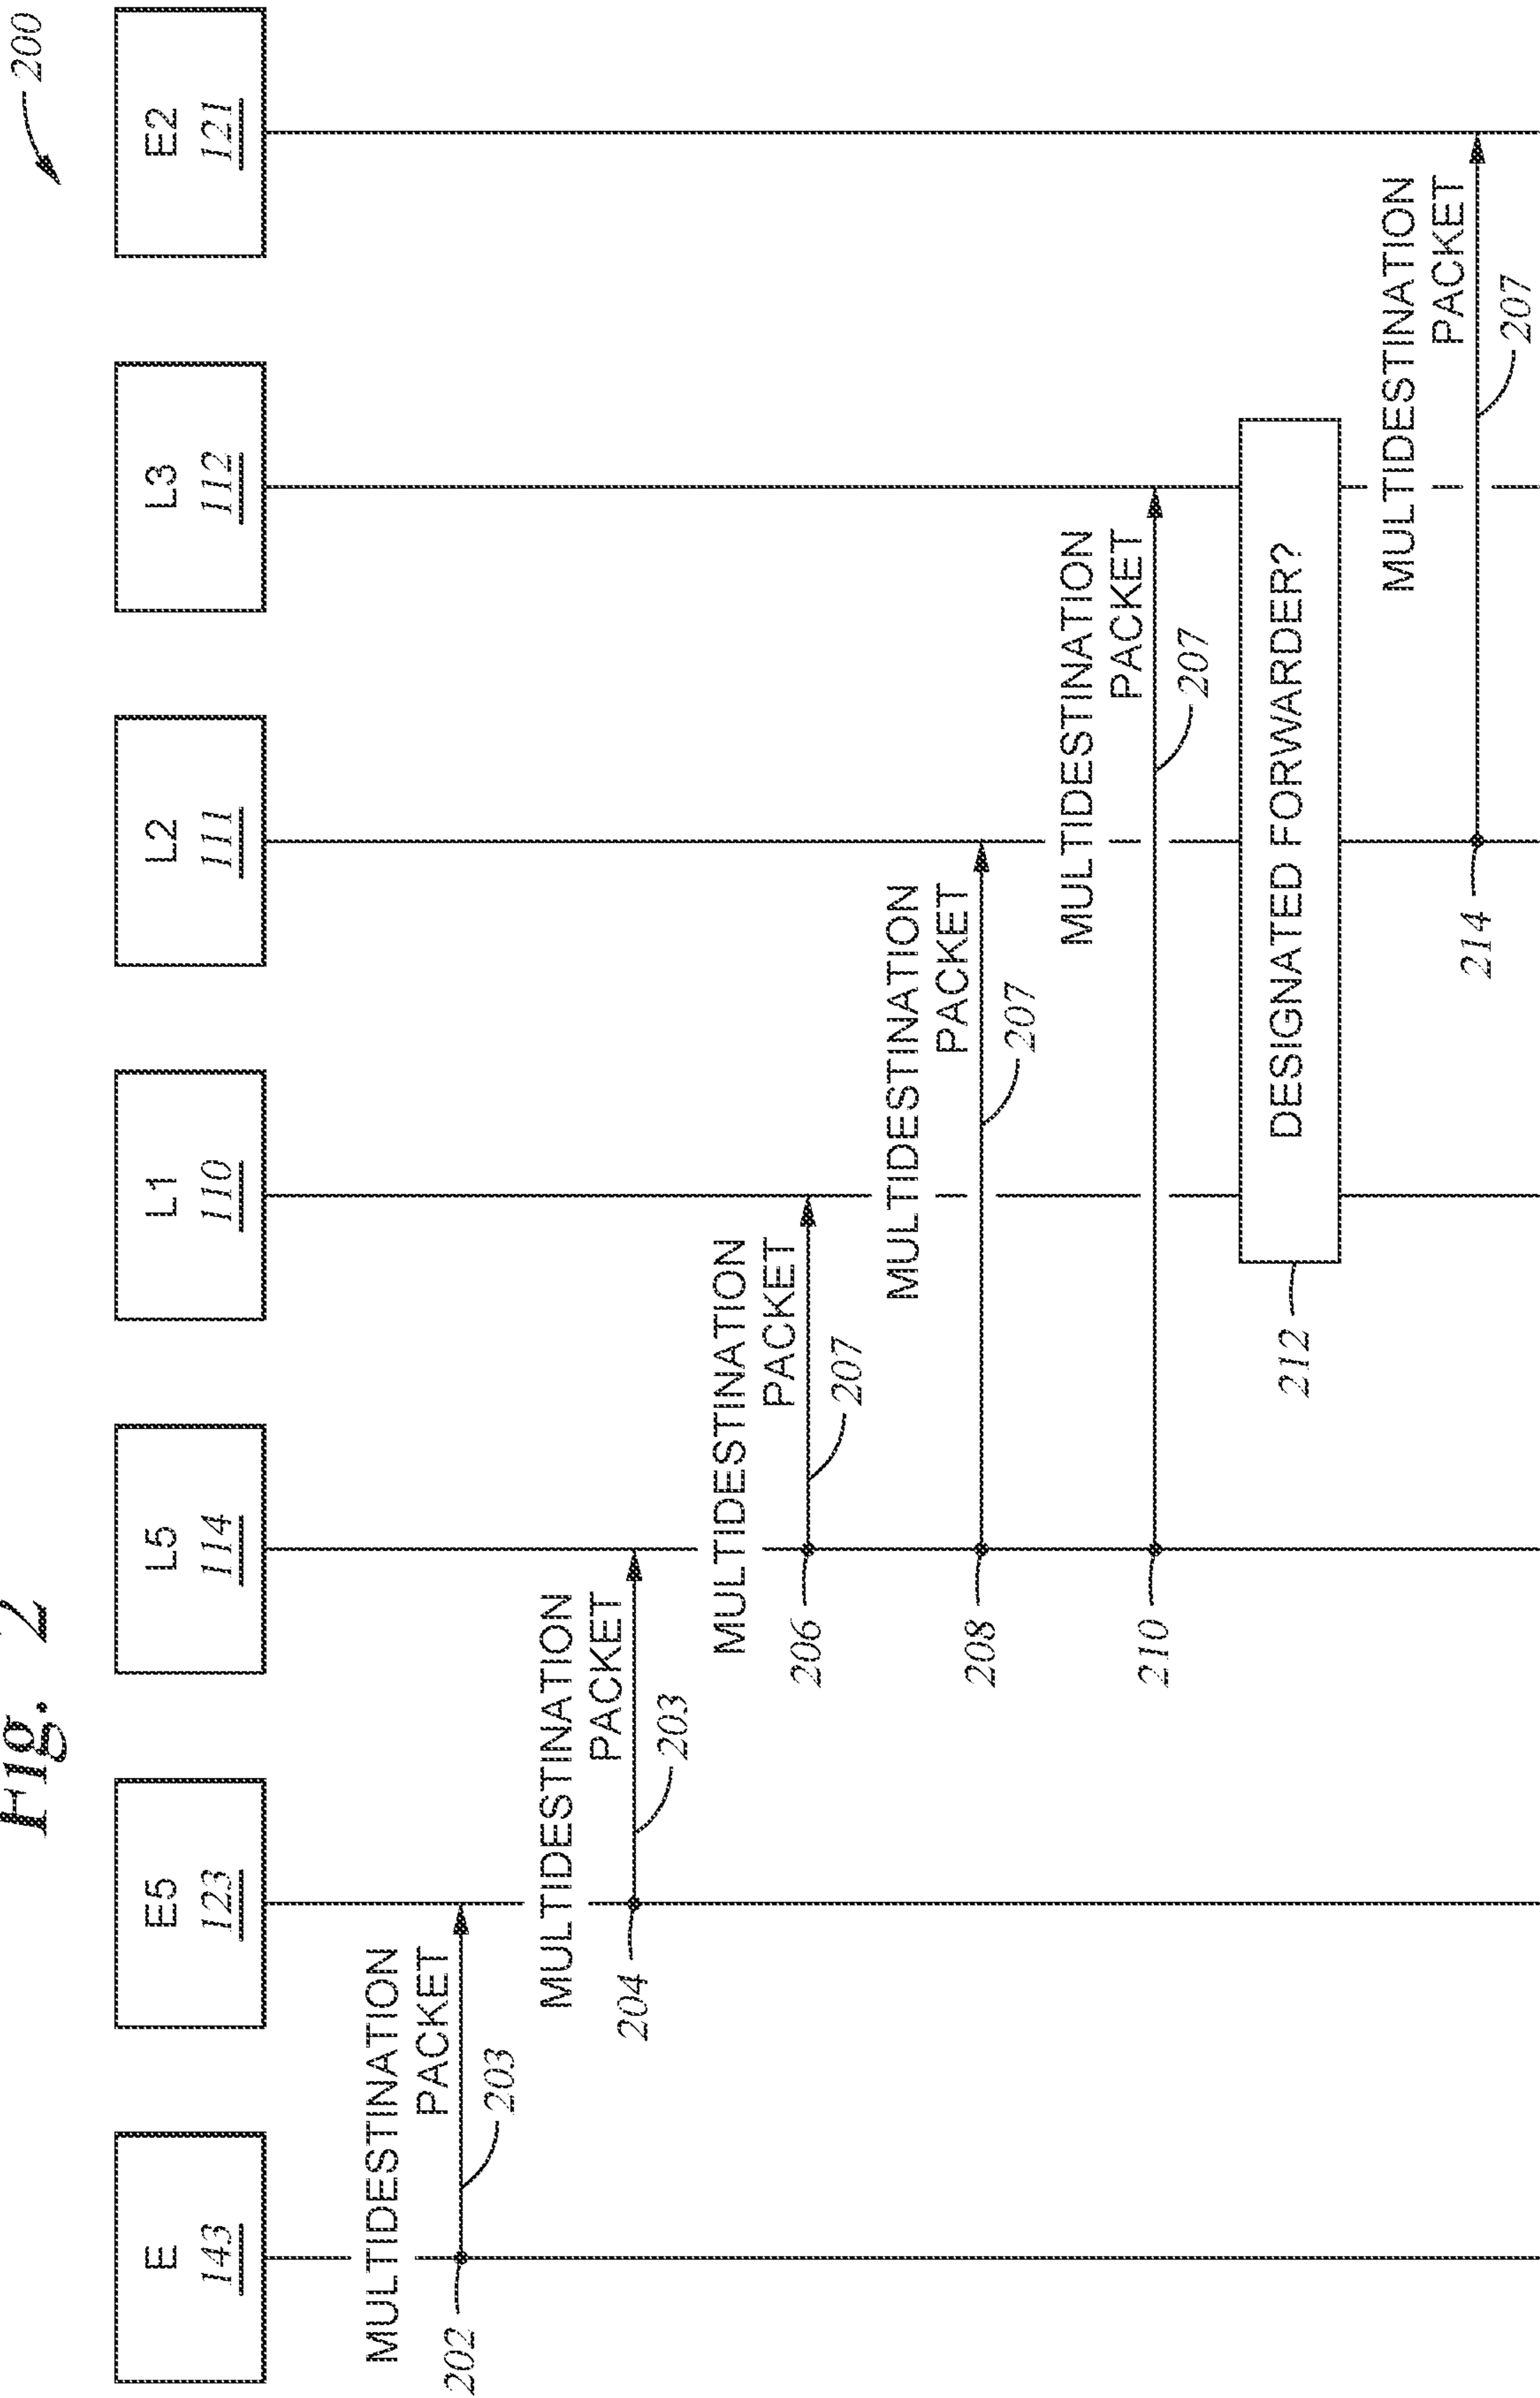 Fig. 2
200
E
143
E5
123
L5
114
L1
110
L2
111
L3
112
E2
121
MULTIDESTINATION
PACKET
203
202
MULTIDESTINATION
PACKET
203
204
MULTIDESTINATION
PACKET
207
206
MULTIDESTINATION
PACKET
207
208
MULTIDESTINATION
PACKET
207
210
DESIGNATED FORWARDER?
212
MULTIDESTINATION
PACKET
207
214